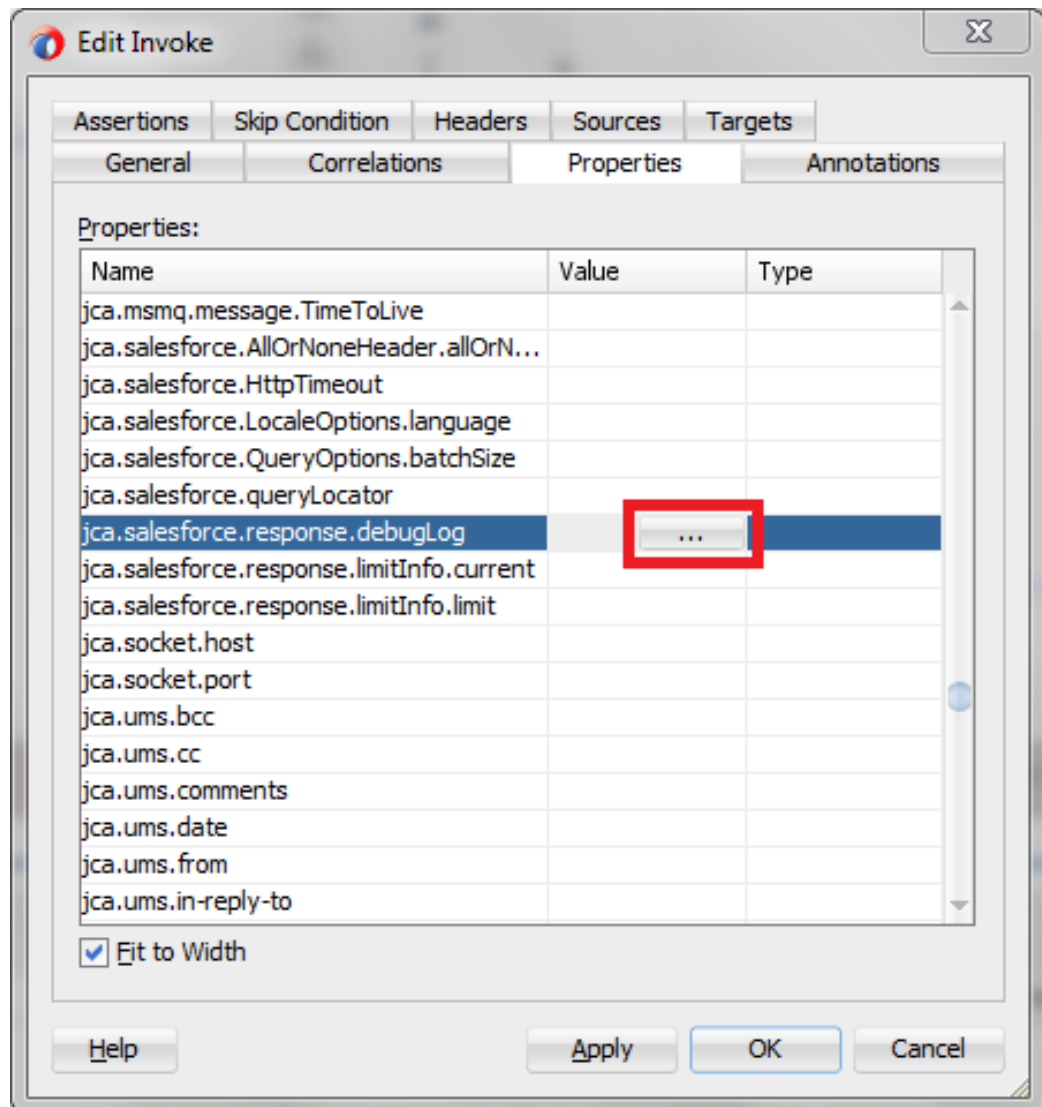 Edit Invoke
Assertions Skip Condition Headers Sources Targets
General Correlations Properties Annotations
Properties:
Name Value Type
jca.msmq.message.TimeToLive
jca.salesforce.AllOrNoneHeader.allOrN...
jca.salesforce.HttpTimeout
jca.salesforce.LocaleOptions.language
jca.salesforce.QueryOptions.batchSize
jca.salesforce.queryLocator
jca.salesforce.response.debugLog ...
jca.salesforce.response.limitInfo.current
jca.salesforce.response.limitInfo.limit
jca.socket.host
jca.socket.port
jca.ums.bcc
jca.ums.cc
jca.ums.comments
jca.ums.date
jca.ums.from
jca.ums.in-reply-to
Fit to Width
Help Apply OK Cancel